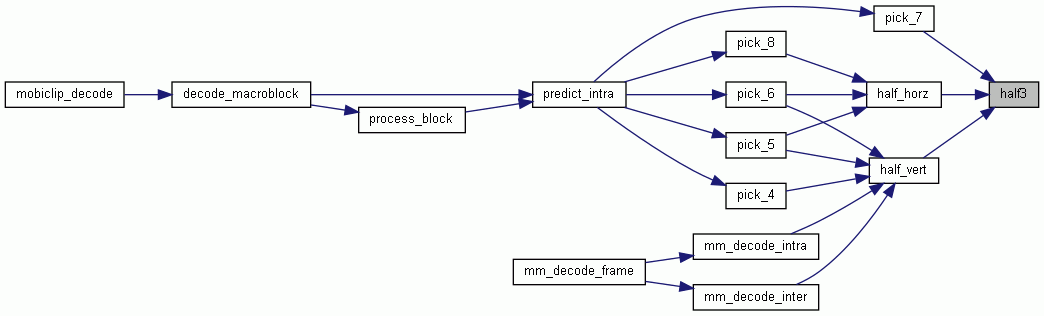 pick_7
pick_8
mobiclip_decode
decode_macroblock
predict_intra
pick_6
half_horz
half3
process_block
pick_5
half_vert
pick_4
mm_decode_intra
mm_decode_frame
mm_decode_inter